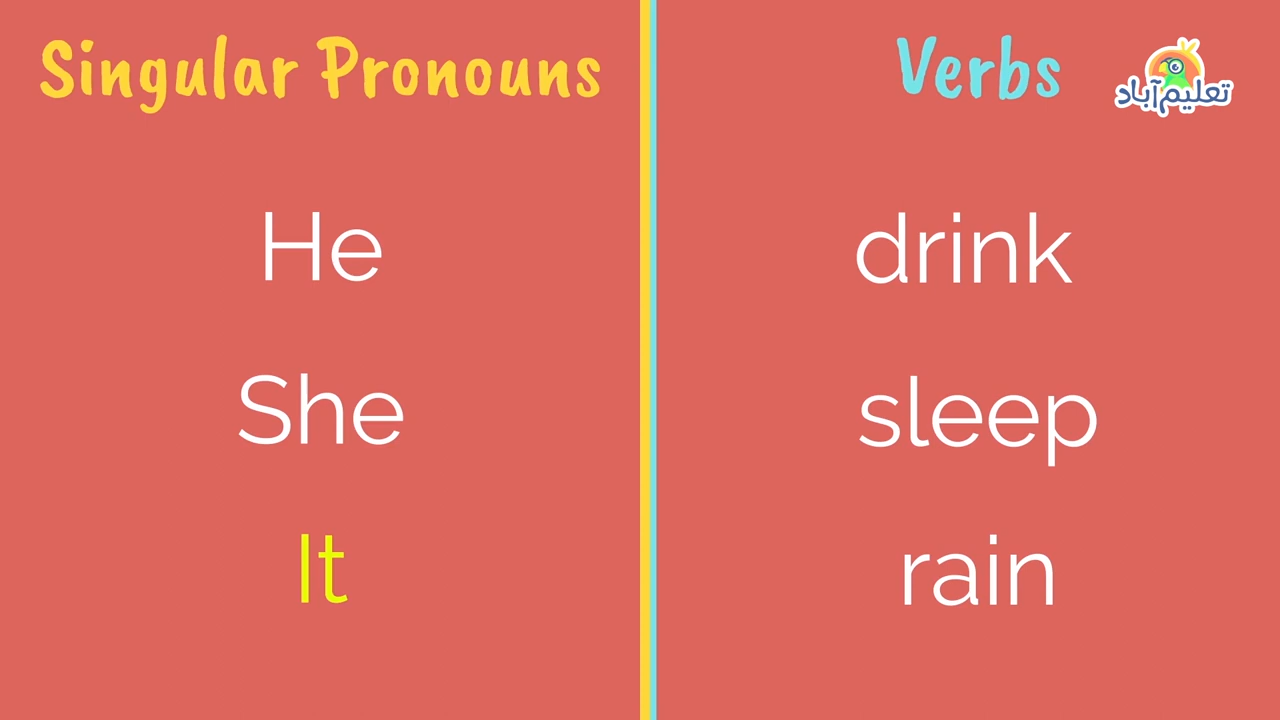 Singular Pronouns
He
She
It
Verbs
تعلیم‌آباد
drink
sleep
rain